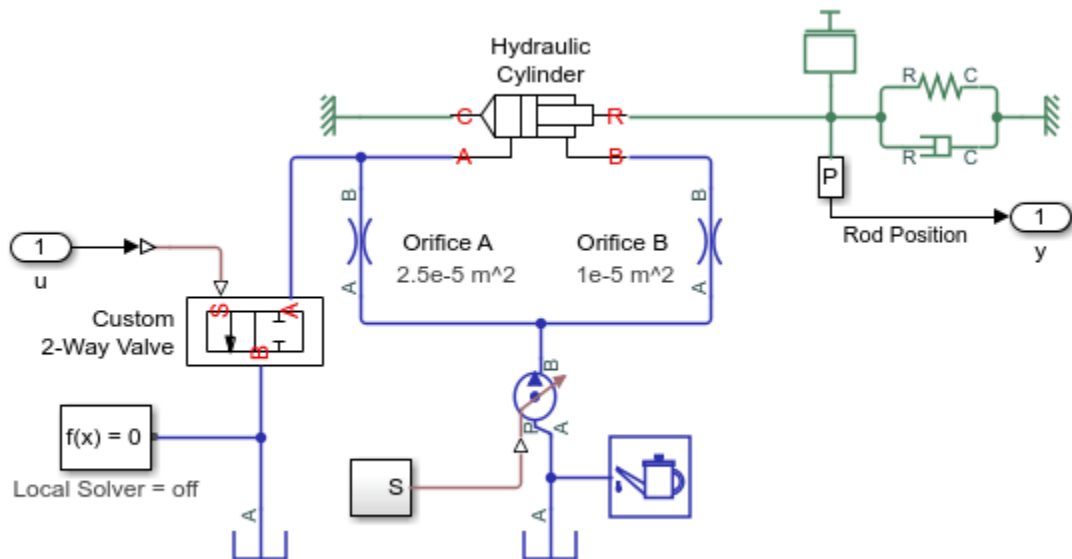 Hydraulic
Cylinder
C
R
A
B
R
C
R
C
P
Rod Position
1
y
1
u
B
Orifice A
2.5e-5 m^2
A
Orifice B
1e-5 m^2
B
A
Custom
2-Way Valve
S
A
B
f(x) = 0
Local Solver = off
A
S
B
P
A
A